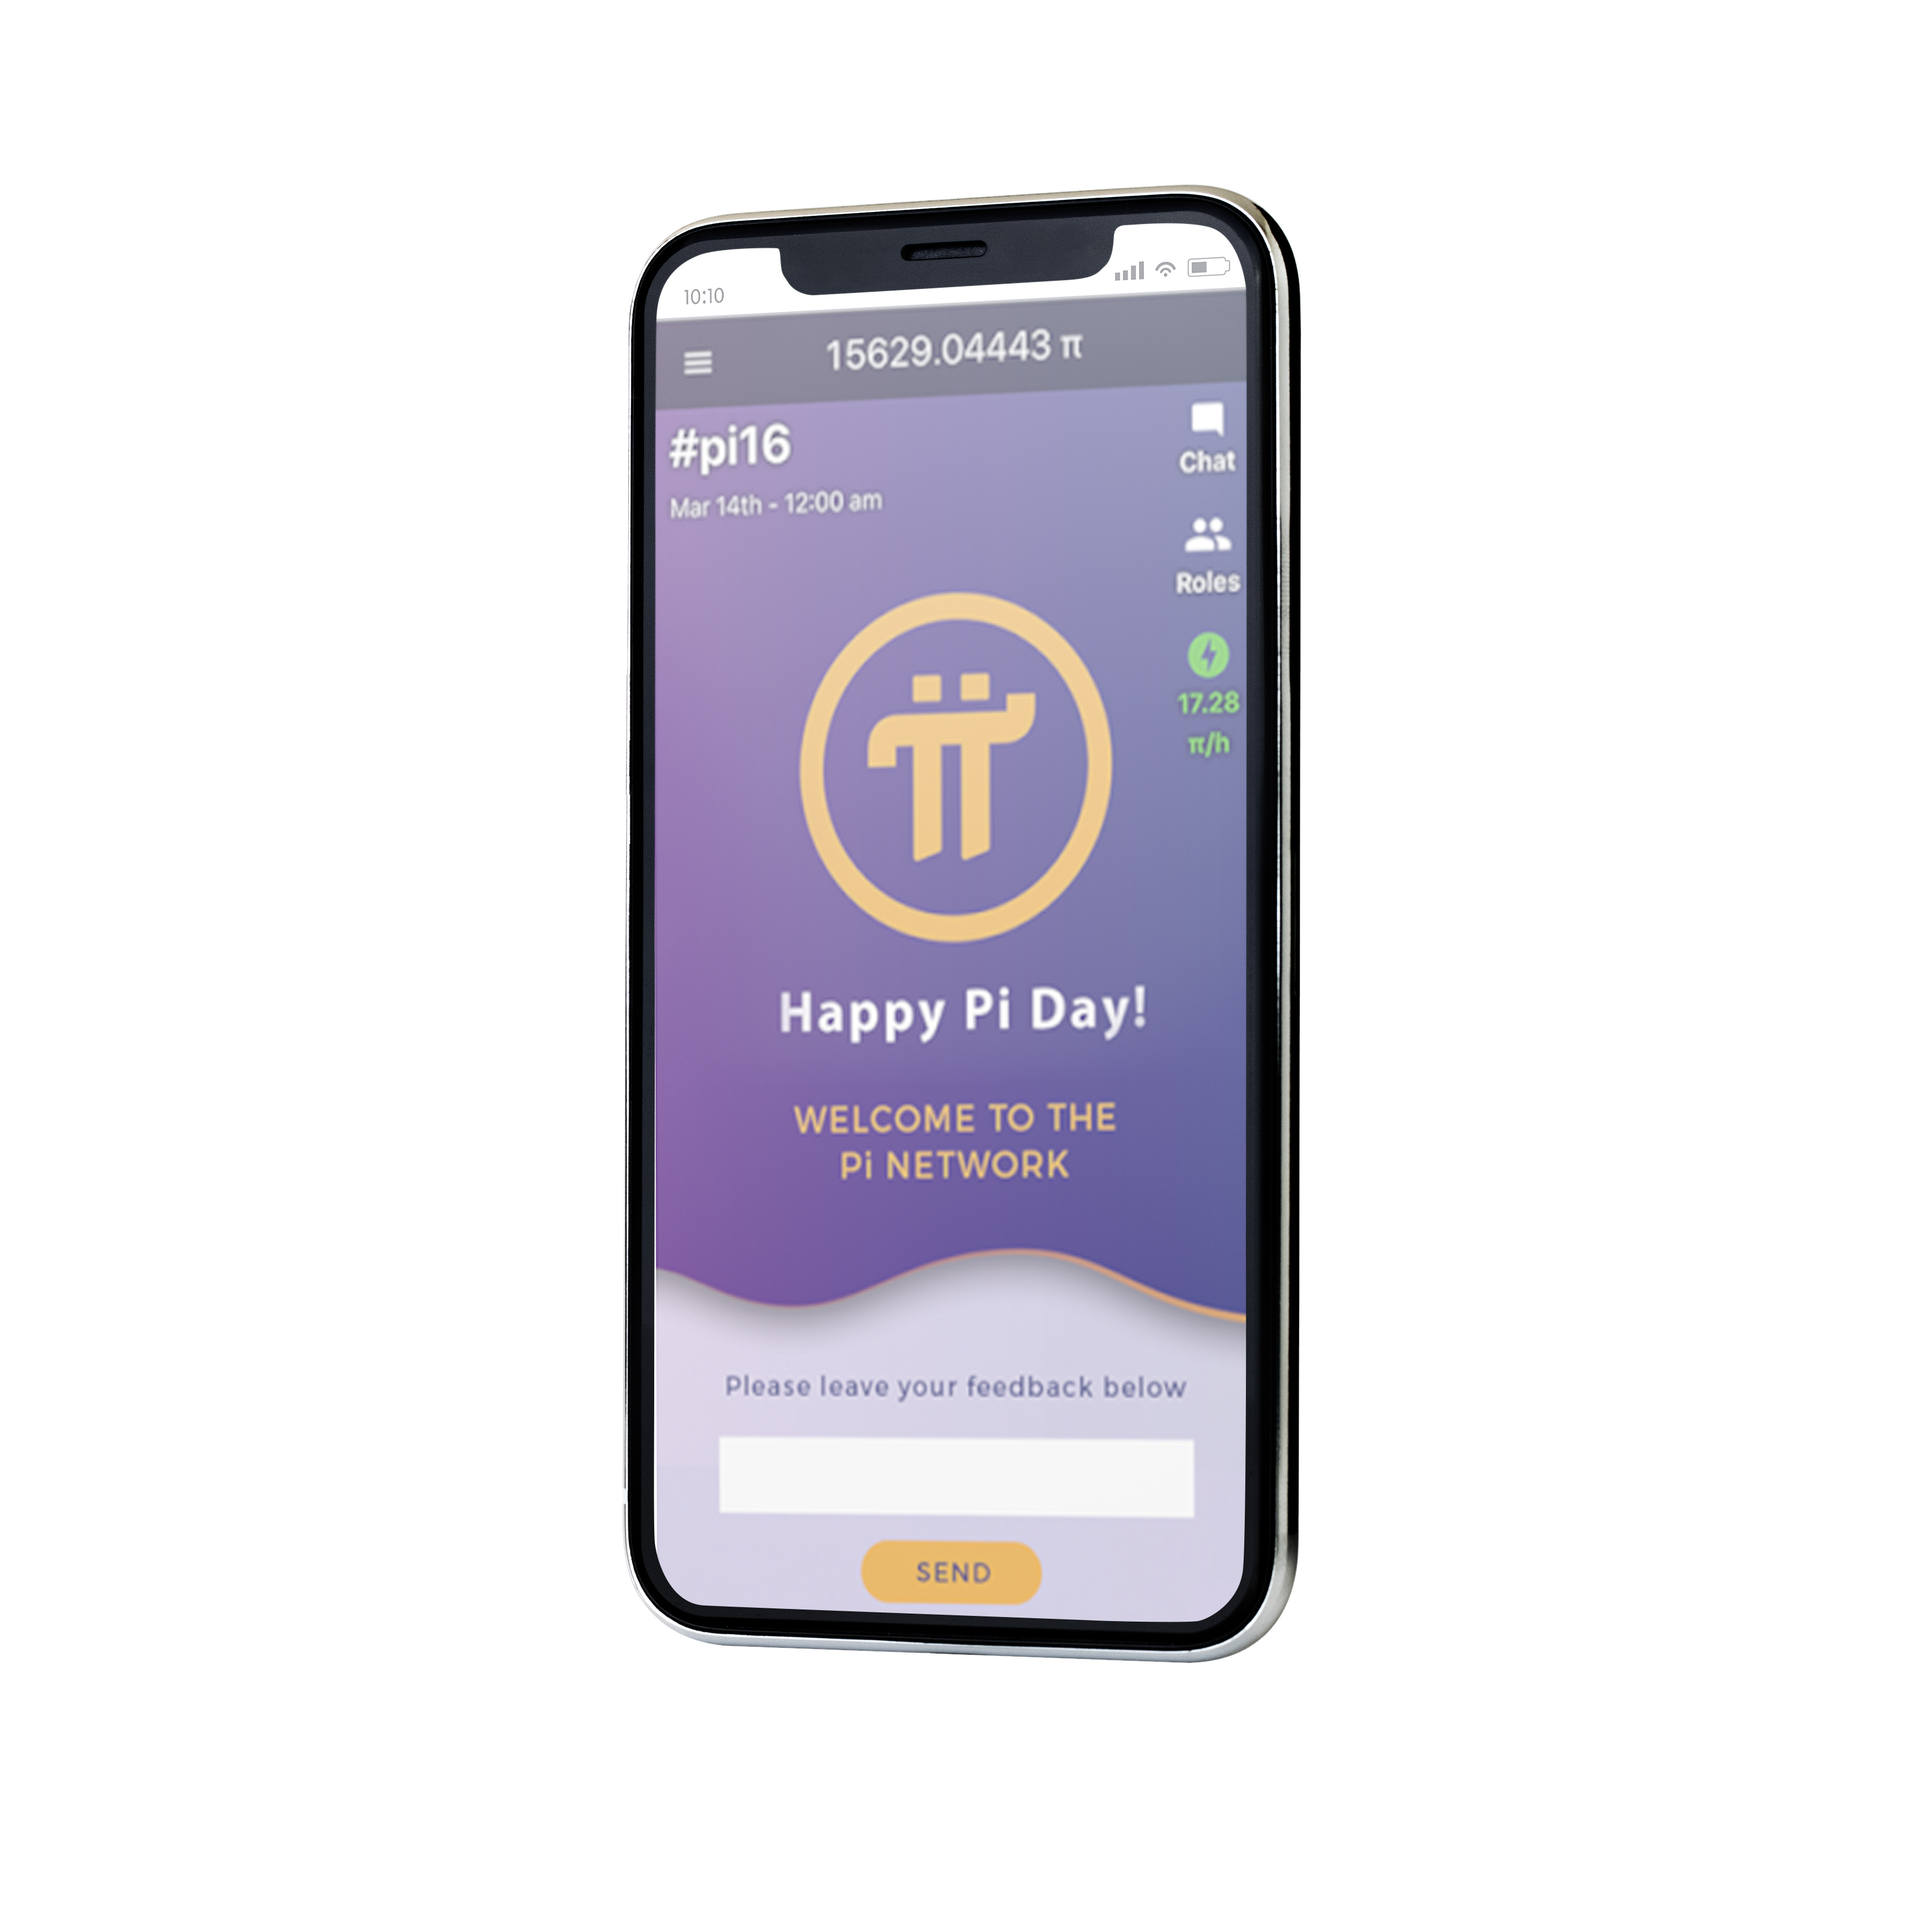 10:10
15629.04443 π
#pi16
Mar 14th - 12:00 am
Chat
Roles
17.28
π/h
Happy Pi Day!
WELCOME TO THE
Pi NETWORK
Please leave your feedback below
SEND